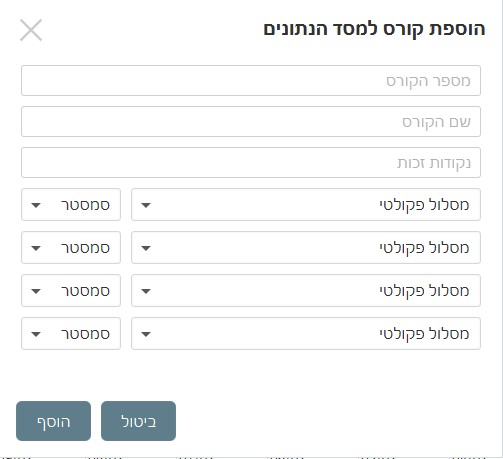 הוספת קורס למסד הנתונים
מספר הקורס
שם הקורס
נקודות זכות
מסלול פקולטי סמסטר
מסלול פקולטי סמסטר
מסלול פקולטי סמסטר
מסלול פקולטי סמסטר
ביטול הוסף